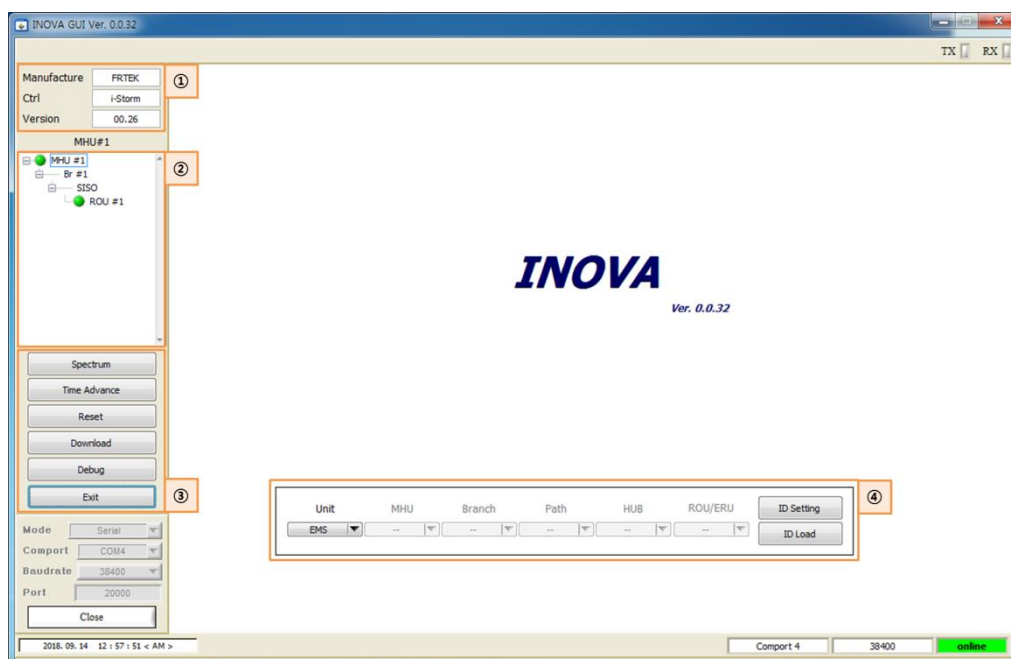 INOVA GUI Ver. 0.0.32
TX RX
Manufacture FRTEK
Ctrl i-Storm
Version 00.26
①
MHU#1
MHU #1
Br #1
SISO
ROU #1
②
INOVA
Ver. 0.0.32
Spectrum
Time Advance
Reset
Download
Debug
Exit
③
Unit MHU Branch Path HUB ROU/ERU
EMS -- -- -- -- --
ID Setting
ID Load
④
Mode Serial
Comport COM4
Baudrate 38400
Port 20000
Close
2018. 09. 14 12 : 57 : 51 < AM >
Comport 4 38400 online